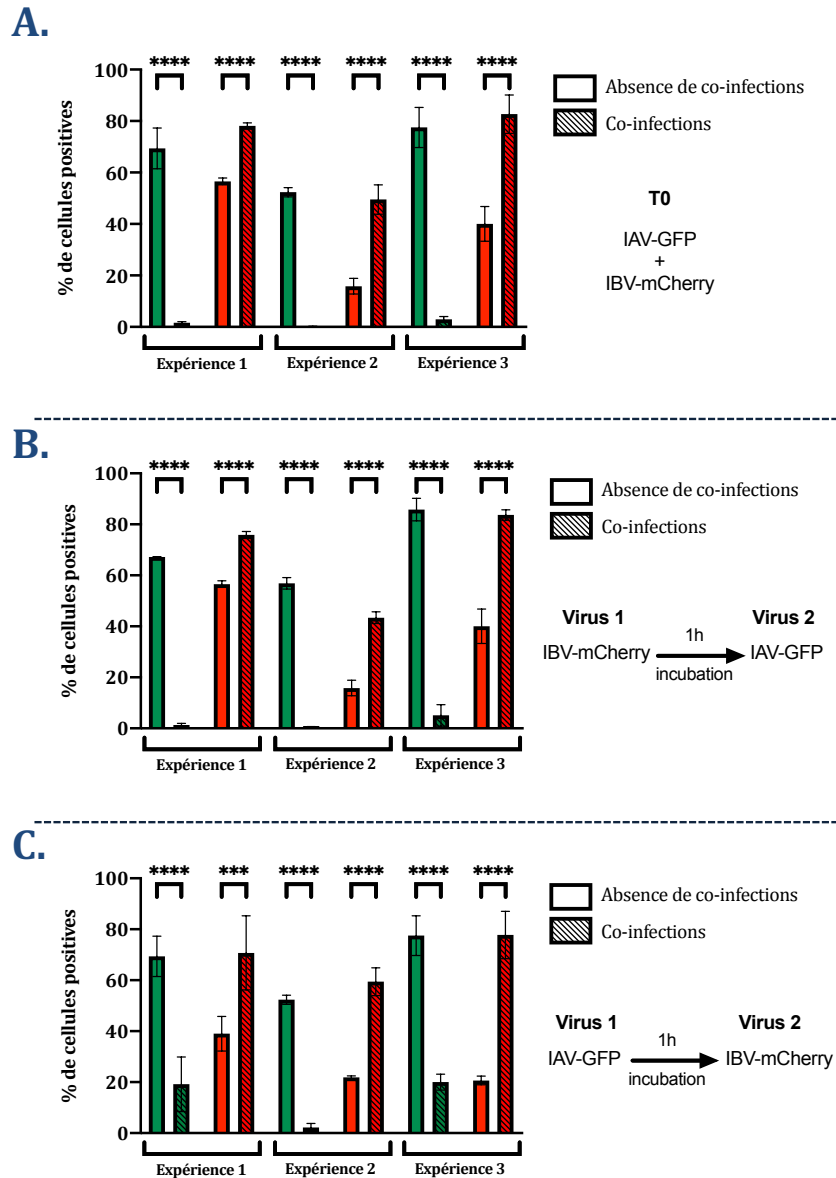 A.
**** **** **** **** **** ****
100
80
60
40
20
0
% de cellules positives
Expérience 1
Expérience 2
Expérience 3
Absence de co-infections
Co-infections
T0
IAV-GFP
+
IBV-mCherry
B.
**** **** **** **** **** ****
100
80
60
40
20
0
% de cellules positives
Expérience 1
Expérience 2
Expérience 3
Absence de co-infections
Co-infections
Virus 1
1h
Virus 2
IBV-mCherry
incubation
IAV-GFP
C.
**** *** **** **** **** ****
100
80
60
40
20
0
% de cellules positives
Expérience 1
Expérience 2
Expérience 3
Absence de co-infections
Co-infections
Virus 1
1h
Virus 2
IAV-GFP
incubation
IBV-mCherry